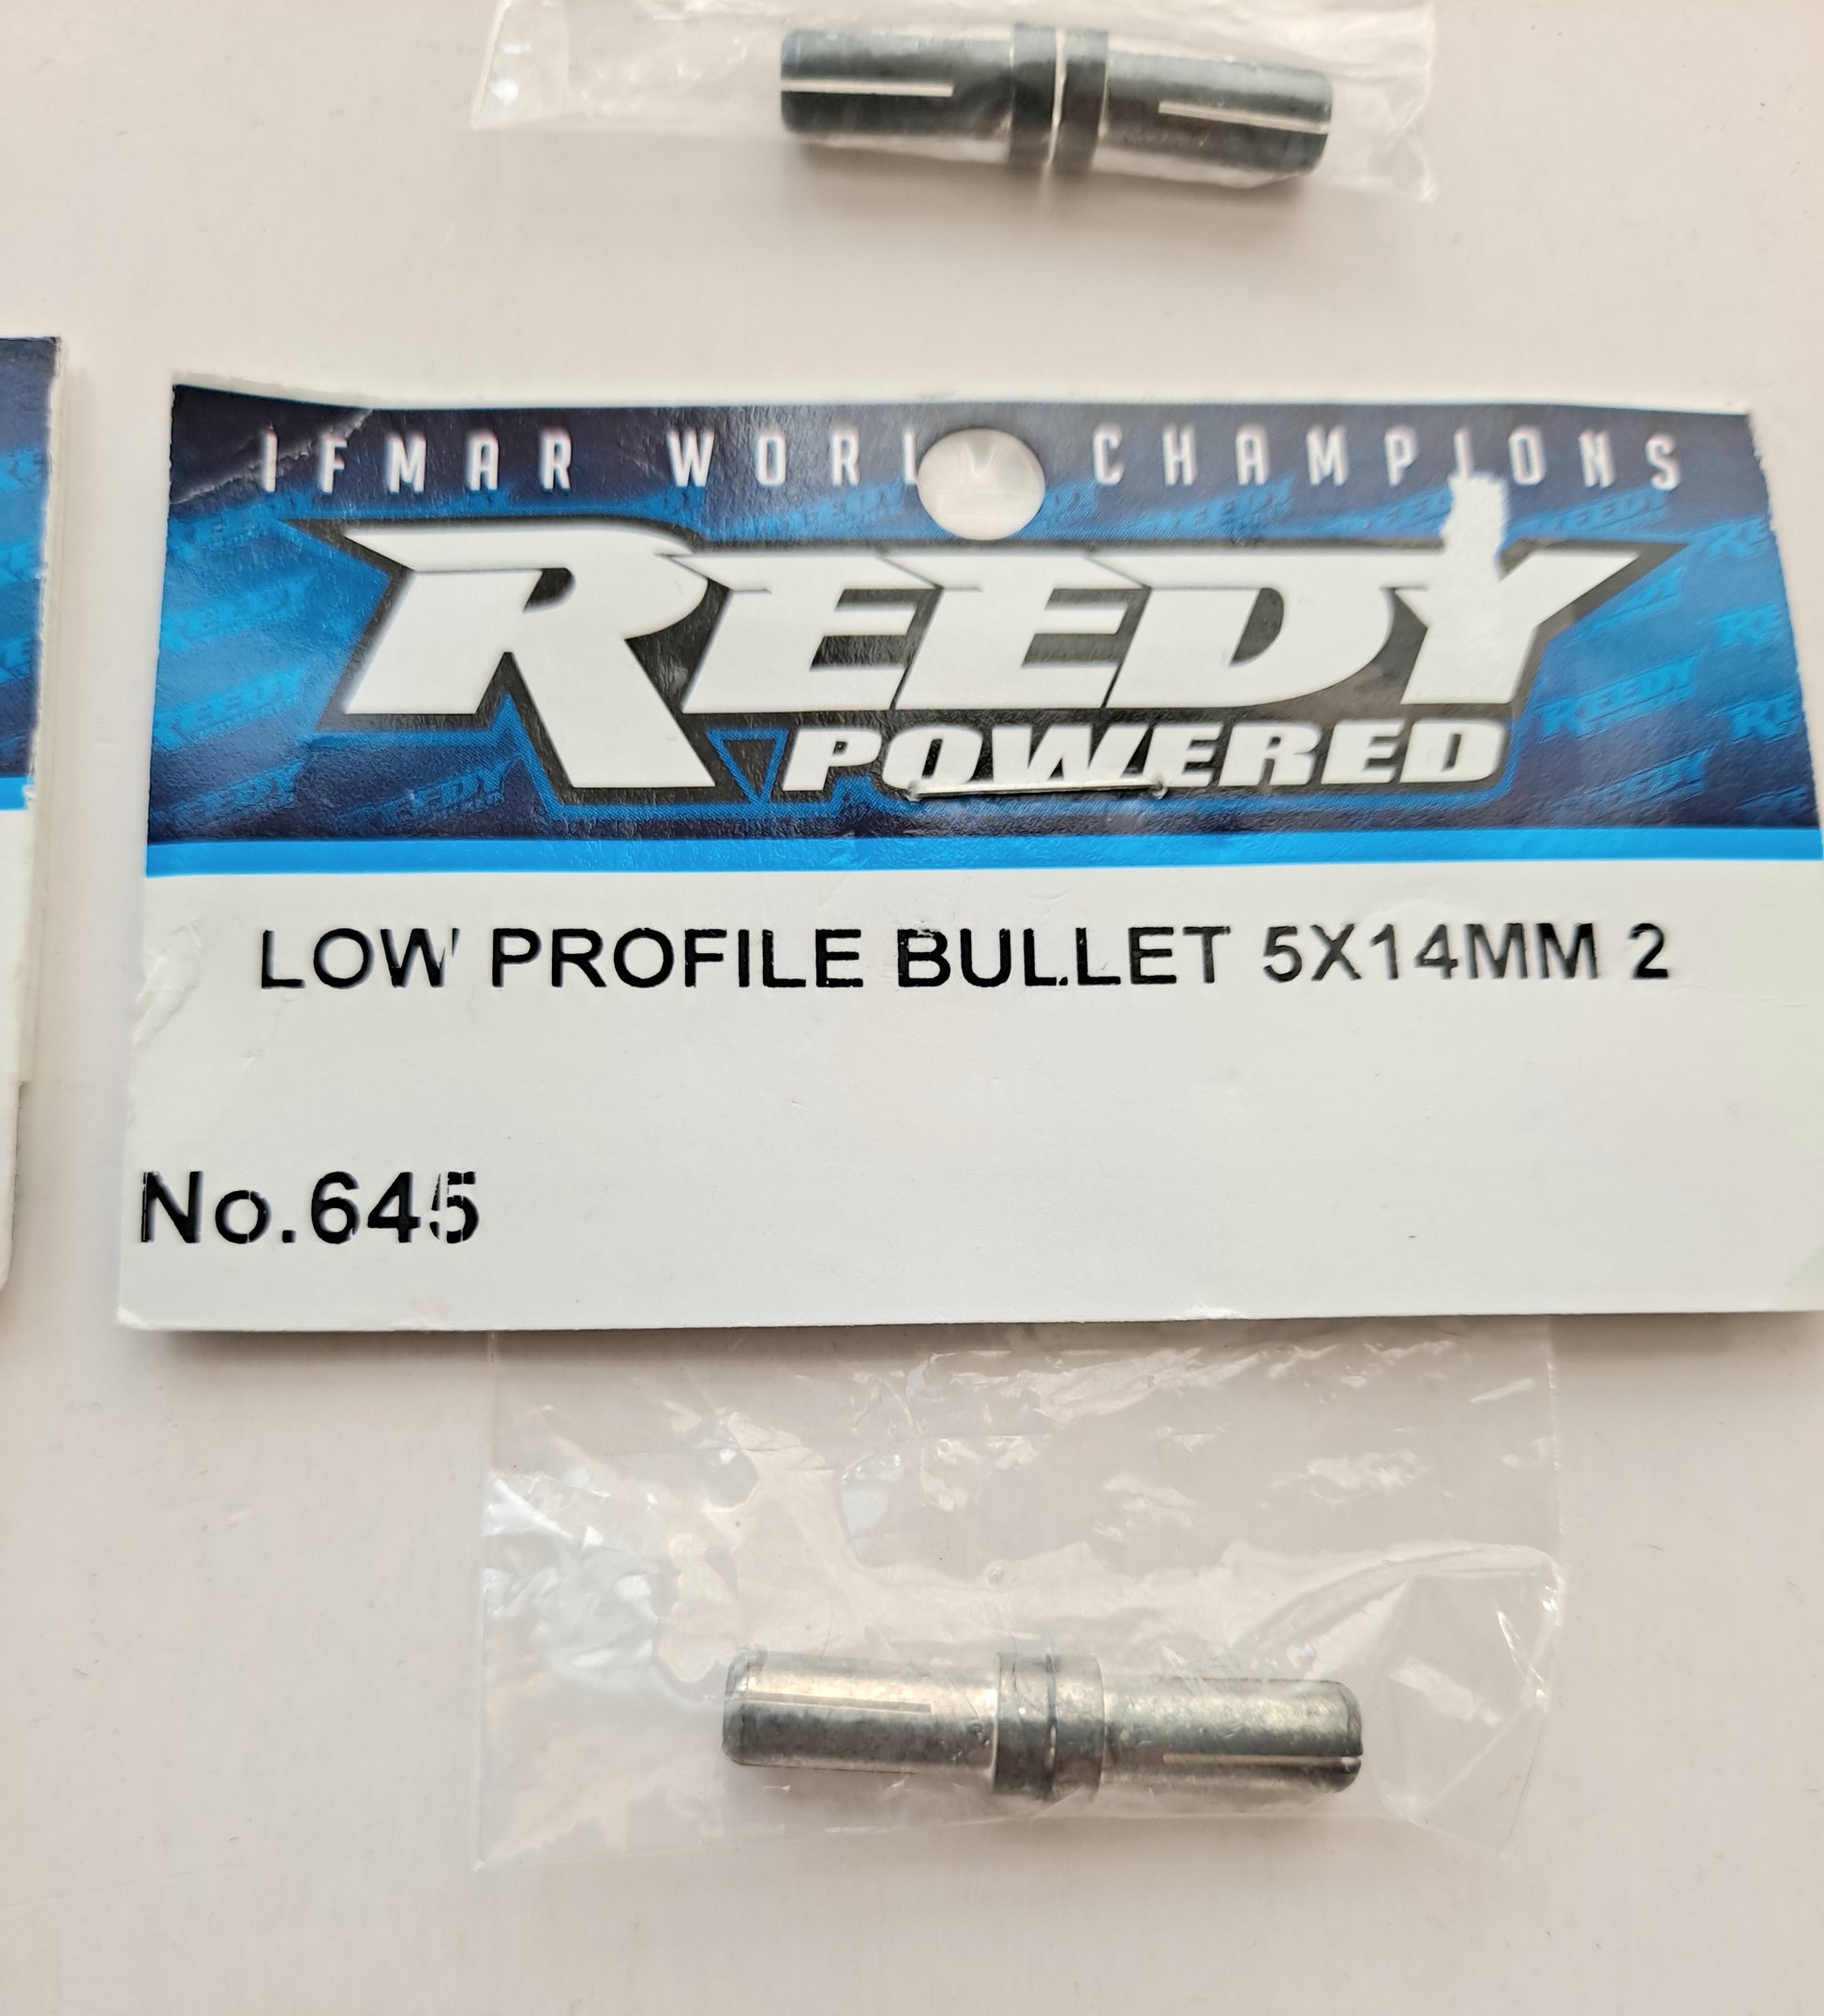 IFMAR WORLD CHAMPIONS
REEDY
POWERED
LOW PROFILE BULLET 5X14MM 2
No.645